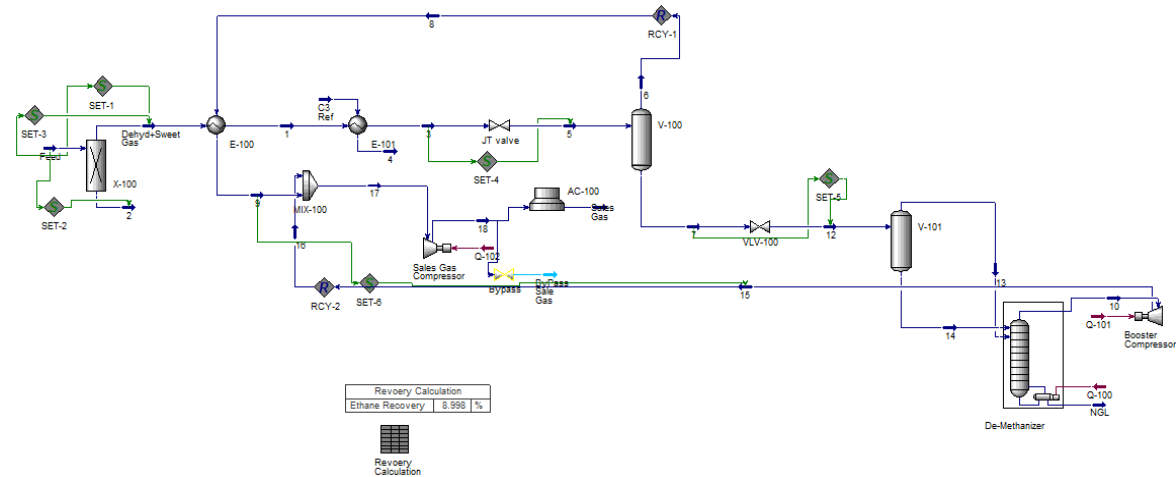 8
RCY-1
SET-1
SET-3
Feed
Dehyd+Sweet
Gas
X-100
SET-2
2
E-100
1
C3
Ref
E-101
4
3
SET-4
JT valve
5
6
V-100
9
MIX-100
16
17
Sales Gas
Compressor
18
Q-102
AC-100
Sales
Gas
Bypass
ByPass
Sale
Gas
RCY-2
SET-6
15
7
VLV-100
SET-5
12
V-101
13
14
10
Q-101
Booster
Compressor
Q-100
NGL
De-Methanizer
Revoery Calculation
Ethane Recovery 8.998 %
Revoery
Calculation